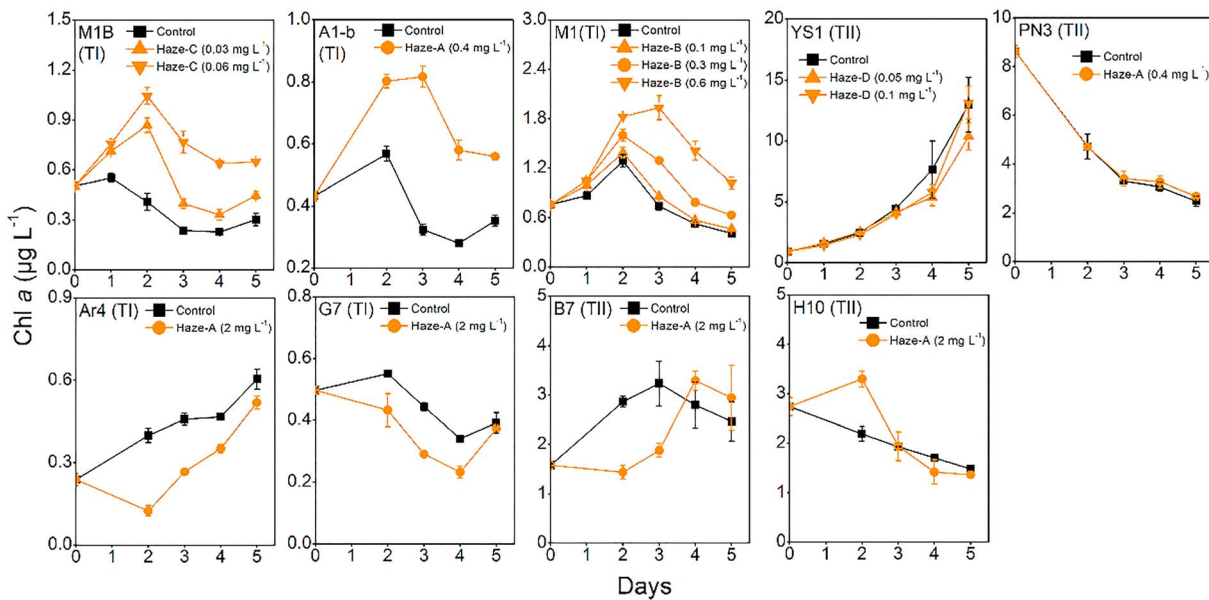 Chl a (µg L⁻¹)
M1B
(TI)
Control
Haze-C (0.03 mg L⁻¹)
Haze-C (0.06 mg L⁻¹)
1.5
1.2
0.9
0.6
0.3
0.0
0 1 2 3 4 5
A1-b
(TI)
Control
Haze-A (0.4 mg L⁻¹)
1.0
0.8
0.6
0.4
0.2
0 1 2 3 4 5
M1(TI)
Control
Haze-B (0.1 mg L⁻¹)
Haze-B (0.3 mg L⁻¹)
Haze-B (0.6 mg L⁻¹)
3.0
2.4
1.8
1.2
0.6
0.0
0 1 2 3 4 5
YS1 (TII)
Control
Haze-D (0.05 mg L⁻¹)
Haze-D (0.1 mg L⁻¹)
20
15
10
5
0
0 1 2 3 4 5
PN3 (TII)
Control
Haze-A (0.4 mg L⁻¹)
10
8
6
4
2
0
0 1 2 3 4 5
Ar4 (TI)
Control
Haze-A (2 mg L⁻¹)
0.9
0.6
0.3
0.0
0 1 2 3 4 5
G7 (TI)
Control
Haze-A (2 mg L⁻¹)
0.8
0.6
0.4
0.2
0.0
0 1 2 3 4 5
B7 (TII)
Control
Haze-A (2 mg L⁻¹)
5
4
3
2
1
0
0 1 2 3 4 5
H10 (TII)
Control
Haze-A (2 mg L⁻¹)
5
4
3
2
1
0
0 1 2 3 4 5
Days